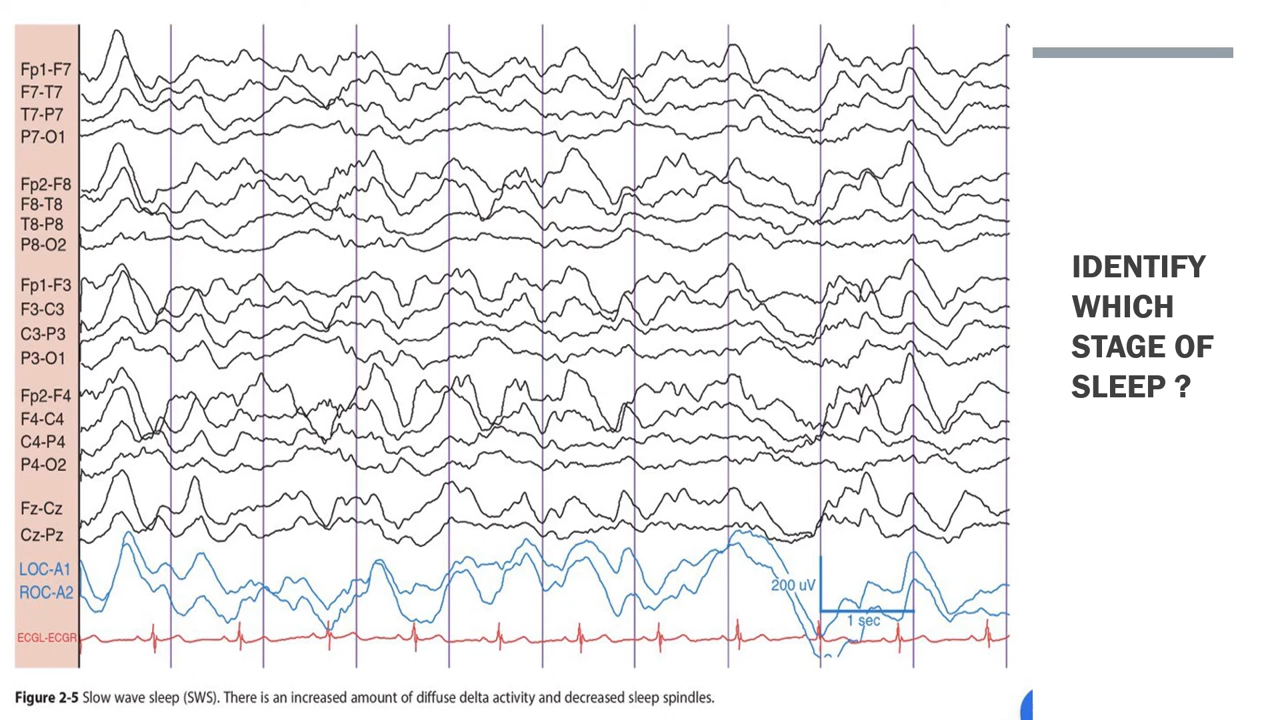 Fp1-F7
F7-T7
T7-P7
P7-O1
Fp2-F8
F8-T8
T8-P8
P8-O2
Fp1-F3
F3-C3
C3-P3
P3-O1
Fp2-F4
F4-C4
C4-P4
P4-O2
Fz-Cz
Cz-Pz
LOC-A1
ROC-A2
ECGL-ECGR
200 uV
1 sec
Figure 2-5 Slow wave sleep (SWS). There is an increased amount of diffuse delta activity and decreased sleep spindles.
IDENTIFY
WHICH
STAGE OF
SLEEP ?